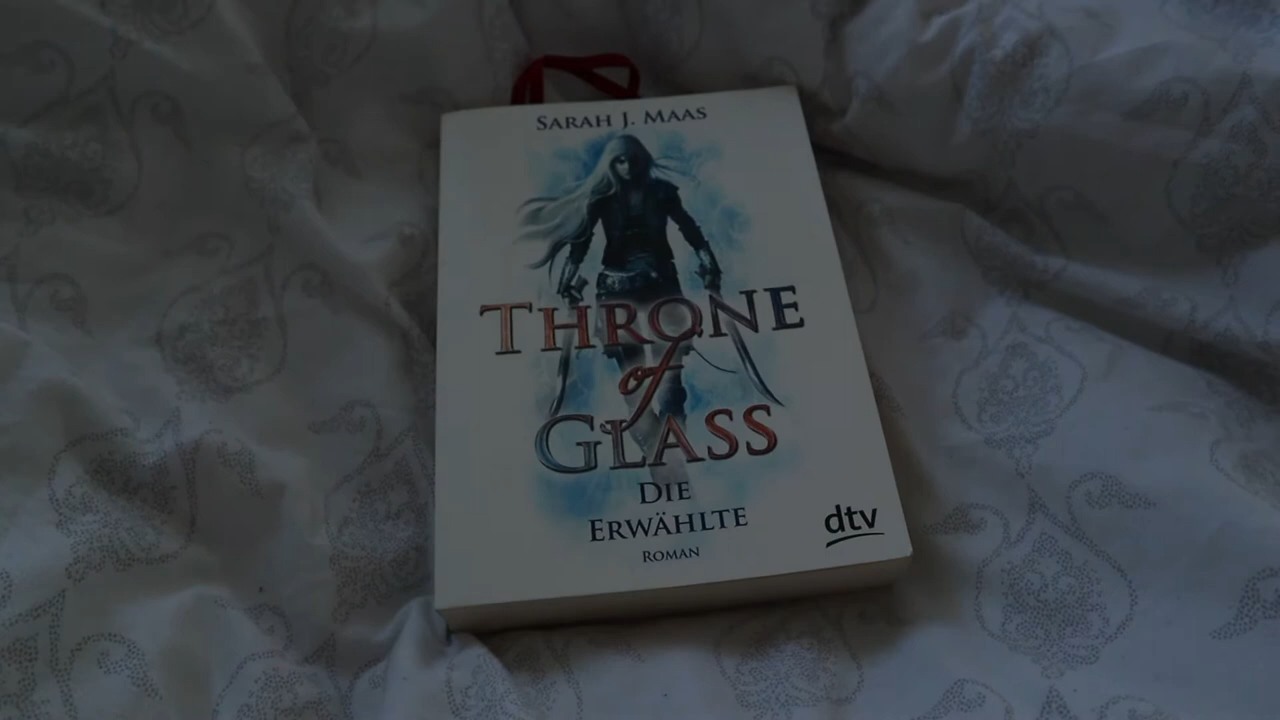 SARAH J. MAAS
THRONE
of
GLASS
DIE
ERWÄHLTE
ROMAN
dtv